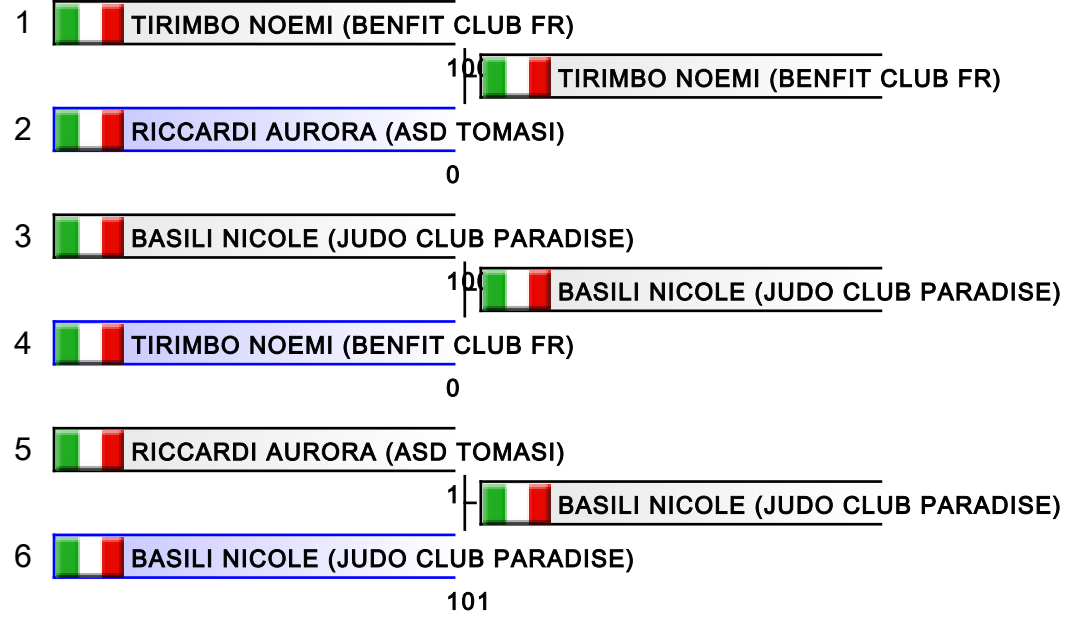 1 TIRIMBO NOEMI (BENFIT CLUB FR)
TIRIMBO NOEMI (BENFIT CLUB FR)
2 RICCARDI AURORA (ASD TOMASI)
0
3 BASILI NICOLE (JUDO CLUB PARADISE)
BASILI NICOLE (JUDO CLUB PARADISE)
4 TIRIMBO NOEMI (BENFIT CLUB FR)
0
5 RICCARDI AURORA (ASD TOMASI)
1 BASILI NICOLE (JUDO CLUB PARADISE)
6 BASILI NICOLE (JUDO CLUB PARADISE)
101